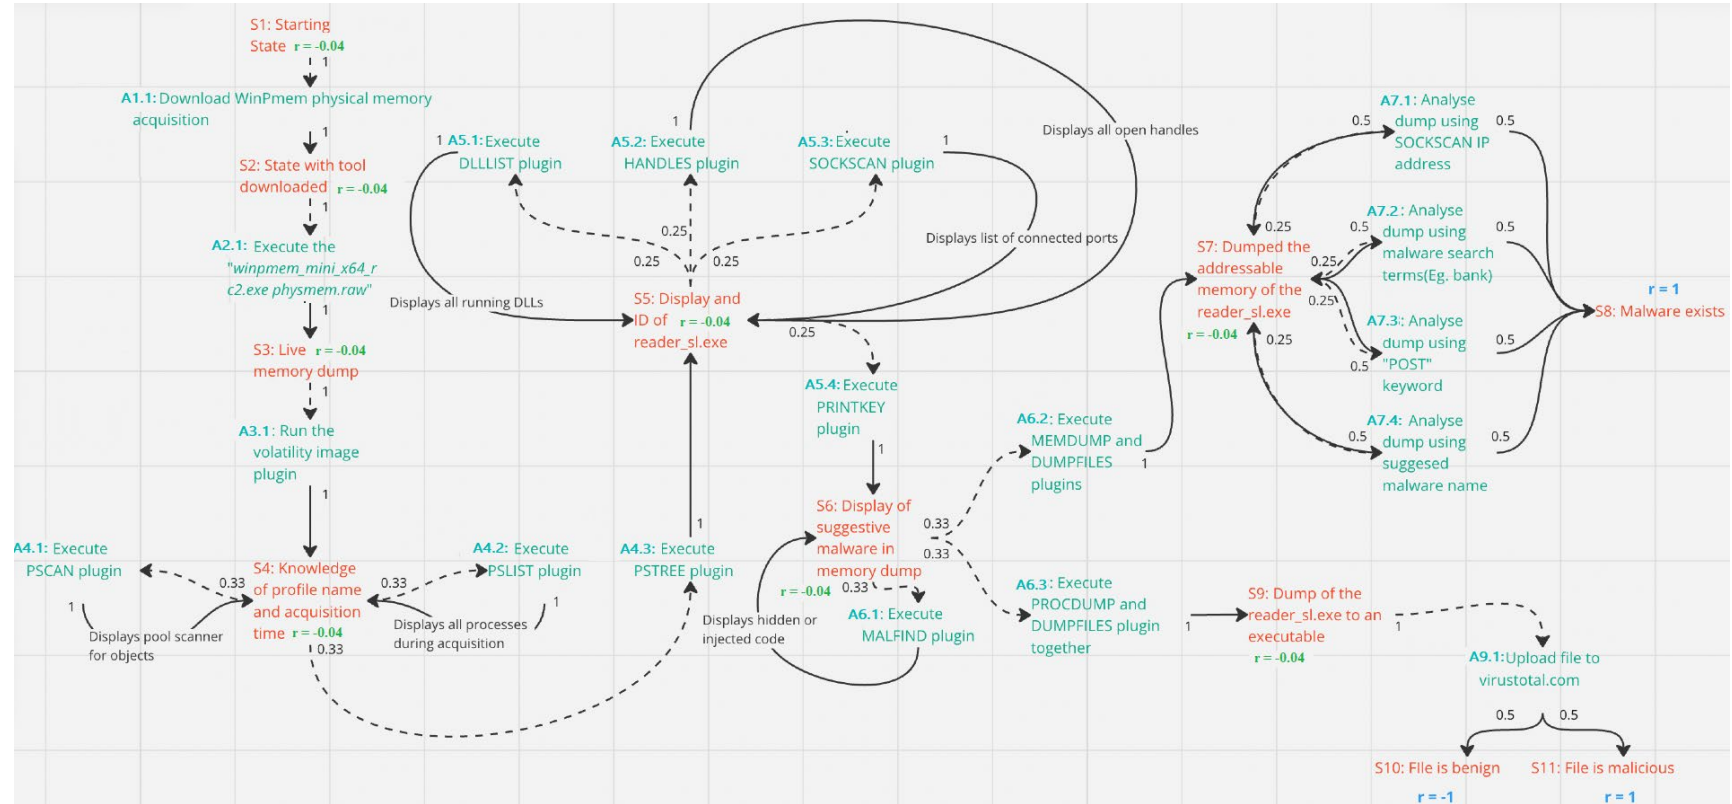 S1: Starting
State r = -0.04
1
A1.1: Download WinPmem physical memory
acquisition
1
S2: State with tool
downloaded r = -0.04
1
A2.1: Execute the
"winpmem_mini_x64_r
c2.exe physmem.raw"
1
S3: Live r = -0.04
memory dump
1
A3.1: Run the
volatility image
plugin
1
A4.1: Execute
PSCAN plugin
1
Displays pool scanner
for objects
0.33
S4: Knowledge
of profile name
and acquisition
time r = -0.04
0.33
0.33
A4.2: Execute
PSLIST plugin
1
Displays all processes
during acquisition
A4.3: Execute
PSTREE plugin
1
1 A5.1: Execute
DLLLIST plugin
Displays all running DLLs
1
A5.2: Execute
HANDLES plugin
Displays all open handles
A5.3: Execute 1
SOCKSCAN plugin
Displays list of connected ports
0.25
0.25
0.25
S5: Display and
ID of r = -0.04
reader_sl.exe
0.25
A5.4: Execute
PRINTKEY
plugin
1
S6: Display of
suggestive
malware in
memory dump
r = -0.04
0.33
0.33
0.33
A6.1: Execute
MALFIND plugin
Displays hidden or
injected code
A6.2: Execute
MEMDUMP and
DUMPFILES
plugins
1
A6.3: Execute
PROCDUMP and
DUMPFILES plugin
together
1
S7: Dumped the
addressable
memory of the
reader_sl.exe
r = -0.04
0.25
0.25
0.25
0.25
0.5
A7.1: Analyse
dump using
SOCKSCAN IP
address
0.5
0.5
A7.2: Analyse
dump using
malware search
terms(Eg. bank)
0.5
0.5
A7.3: Analyse
dump using
"POST"
keyword
0.5
0.5
A7.4: Analyse
dump using
suggesed
malware name
0.5
r = 1
S8: Malware exists
S9: Dump of the
reader_sl.exe to an
executable
r = -0.04
1
A9.1: Upload file to
virustotal.com
0.5
0.5
S10: FIle is benign
r = -1
S11: File is malicious
r = 1